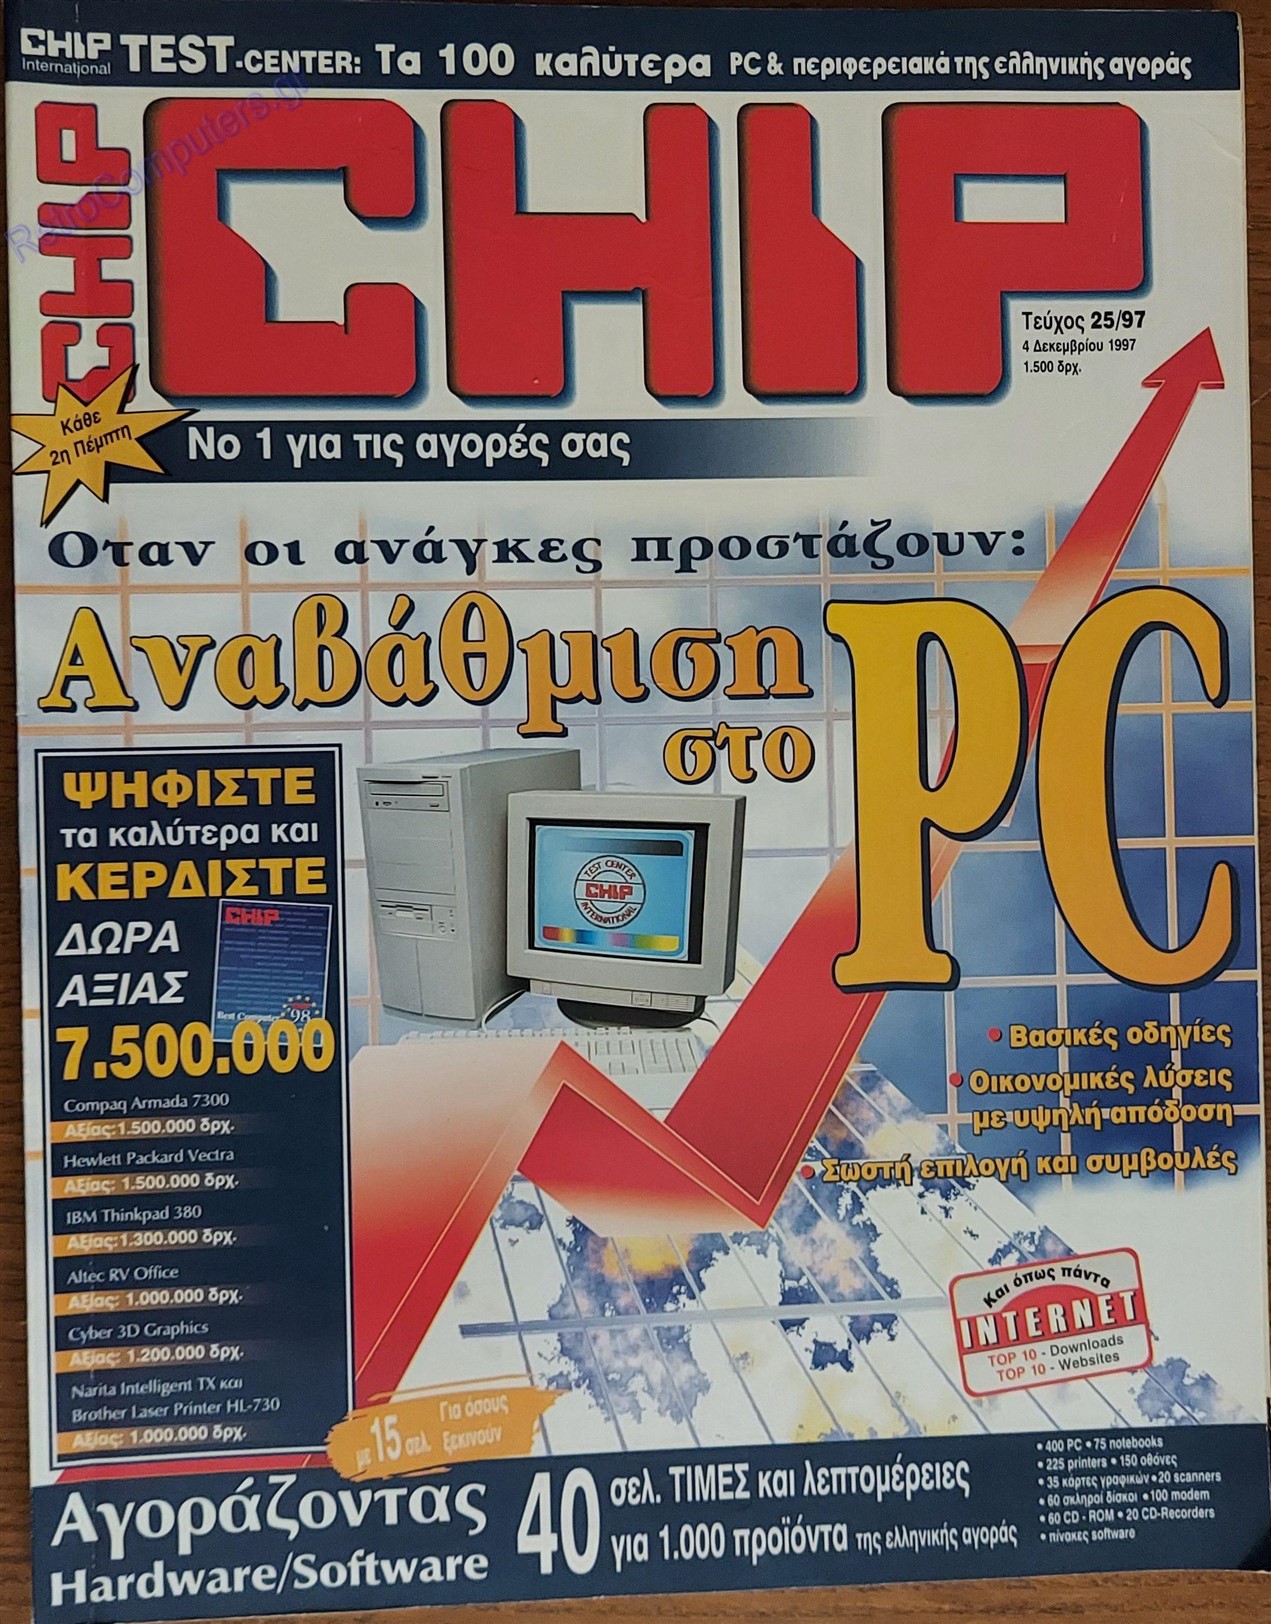 CHIP International TEST-CENTER: Τα 100 καλύτερα PC & περιφερειακά της ελληνικής αγοράς
RetroComputers.gr
CHIP
CHIP
Τεύχος 25/97
4 Δεκεμβρίου 1997
1.500 δρχ.
Κάθε
2η Πέμπτη
Νο 1 για τις αγορές σας
Οταν οι ανάγκες προστάζουν:
Αναβάθμιση
στο
PC
ΨΗΦΙΣΤΕ
τα καλύτερα και
ΚΕΡΔΙΣΤΕ
ΔΩΡΑ
ΑΞΙΑΣ
7.500.000
CHIP
Best Computer '98
Compaq Armada 7300
Αξίας:1.500.000 δρχ.
Hewlett Packard Vectra
Αξίας: 1.500.000 δρχ.
IBM Thinkpad 380
Αξίας:1.300.000 δρχ.
Altec RV Office
Αξίας: 1.000.000 δρχ.
Cyber 3D Graphics
Αξίας: 1.200.000 δρχ.
Narita Intelligent TX και
Brother Laser Printer HL-730
Αξίας: 1.000.000 δρχ.
TEST CENTER
CHIP
INTERNATIONAL
• Βασικές οδηγίες
• Οικονομικές λύσεις
με υψηλή απόδοση
• Σωστή επιλογή και συμβουλές
Και όπως πάντα
INTERNET
TOP 10 - Downloads
TOP 10 - Websites
με 15 σελ. Για όσους
ξεκινούν
Αγοράζοντας
Hardware/Software
40 σελ. ΤΙΜΕΣ και λεπτομέρειες
για 1.000 προϊόντα της ελληνικής αγοράς
• 400 PC • 75 notebooks
• 225 printers • 150 οθόνες
• 35 κάρτες γραφικών • 20 scanners
• 60 σκληροί δίσκοι • 100 modem
• 60 CD - ROM • 20 CD-Recorders
• πίνακες software